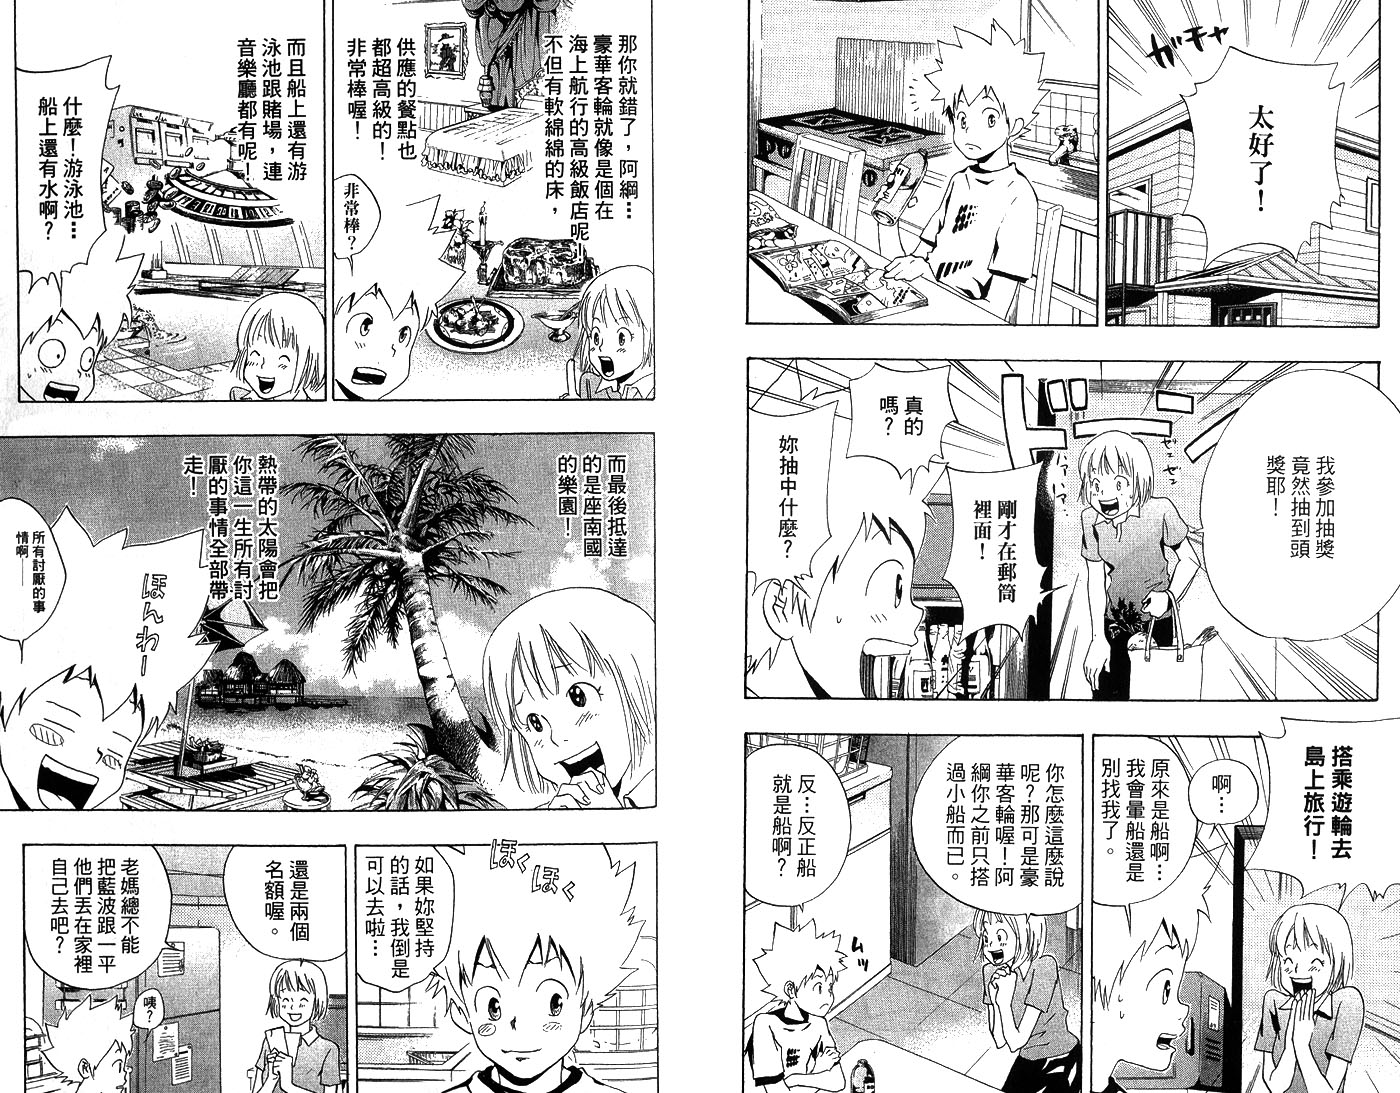 ガチャ
太好了！
我參加抽獎
竟然抽到頭
獎耶！
ゼェ
ゼェ
剛才在郵筒
裡面！
真的
嗎？
妳抽中什麼？
搭乘遊輪去
島上旅行！
啊…
原來是船啊…
我會暈船還是
別找我了。
你怎麼這麼說
呢？那可是豪
華客輪喔！阿
綱你之前只搭
過小船而已。
反…反正船
就是船啊？
ムッ
那你就錯了，阿綱…
豪華客輪就像是個在
海上航行的高級飯店呢！
不但有軟綿綿的床，
供應的餐點也
都超高級的！
非常棒喔！
非常棒？
而且船上還有游
泳池跟賭場，連
音樂廳都有呢！
什麼！游泳池…
船上還有水啊？
而最後抵達
的是座南國
的樂園！
熱帶的太陽會把
你這一生所有討
厭的事情全部帶
走！
ほんわー
所有討厭的事
情啊——
ほく
ほく
如果妳堅持
的話，我倒是
可以去啦…
還是兩個
名額喔。
老媽總不能
把藍波跟一平
他們丟在家裡
自己去吧？
咦？